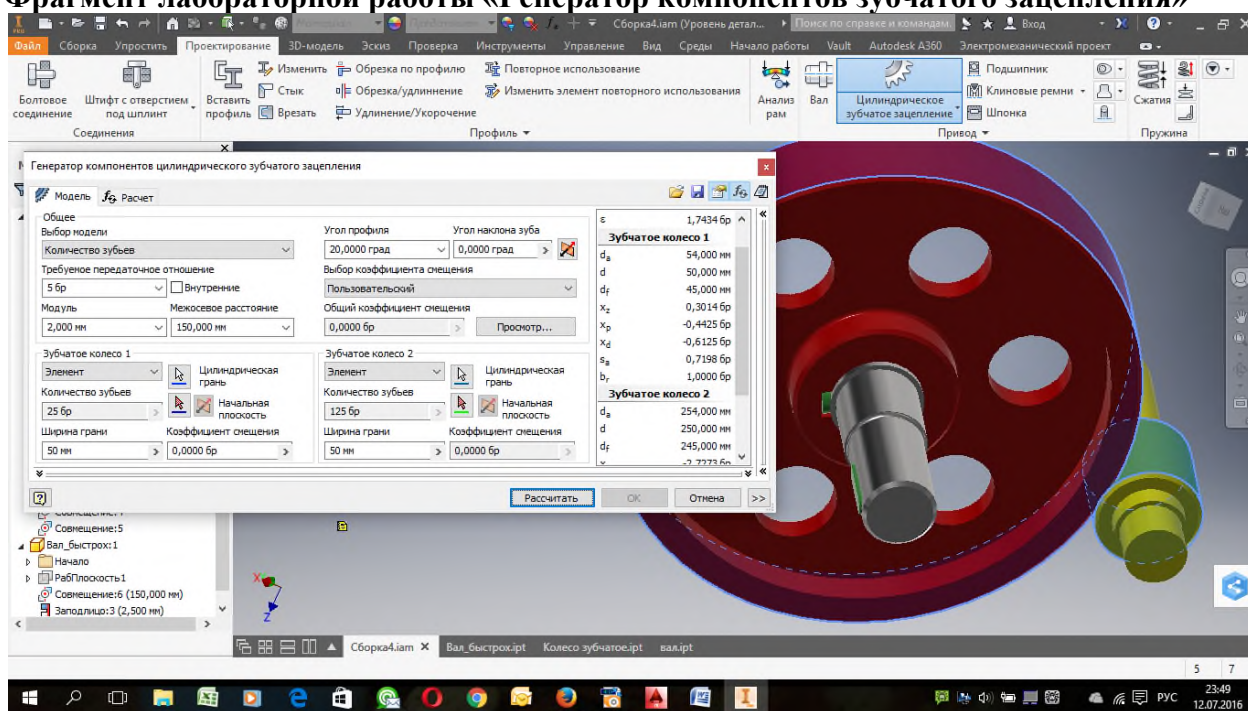 Фрагмент лабораторной работы «Генератор компонентов зубчатого зацепления»
Сборка4.iam (Уровень детал...
Поиск по справке и командам.
Вход
Файл Сборка Упростить Проектирование 3D-модель Эскиз Проверка Инструменты Управление Вид Среды Начало работы Vault Autodesk A360 Электромеханический проект
Болтовое соединение
Штифт с отверстием под шплинт
Вставить профиль
Изменить
Стык
Врезать
Обрезка по профилю
Обрезка/удлиннение
Удлинение/Укорочение
Повторное использование
Изменить элемент повторного использования
Анализ рам
Вал
Цилиндрическое зубчатое зацепление
Подшипник
Клиновые ремни
Шпонка
Сжатия
Соединения
Профиль
Привод
Пружина
Генератор компонентов цилиндрического зубчатого зацепления
Модель
Расчет
Общее
Выбор модели
Количество зубьев
Требуемое передаточное отношение
5 бр
Внутренние
Модуль
Межосевое расстояние
2,000 мм
150,000 мм
Угол профиля
Угол наклона зуба
20,0000 град
0,0000 град
Выбор коэффициента смещения
Пользовательский
Общий коэффициент смещения
0,0000 бр
Просмотр...
Зубчатое колесо 1
Элемент
Цилиндрическая грань
Количество зубьев
Начальная плоскость
25 бр
Ширина грани
Коэффициент смещения
50 мм
0,0000 бр
Зубчатое колесо 2
Элемент
Цилиндрическая грань
Количество зубьев
Начальная плоскость
125 бр
Ширина грани
Коэффициент смещения
50 мм
0,0000 бр
ε 1,7434 бр
Зубчатое колесо 1
da 54,000 мм
d 50,000 мм
df 45,000 мм
xz 0,3014 бр
xp -0,4425 бр
xd -0,6125 бр
sa 0,7198 бр
br 1,0000 бр
Зубчатое колесо 2
da 254,000 мм
d 250,000 мм
df 245,000 мм
-2,7273 бр
Рассчитать
OK
Отмена
>>
Совмещение:5
Вал_быстрох:1
Начало
РабПлоскость1
Совмещение:6 (150,000 мм)
Заподлицо:3 (2,500 мм)
X
Z
Сборка4.iam
Вал_быстрох.ipt
Колесо зубчатое.ipt
вал.ipt
5 7
РУС
23:49
12.07.2016